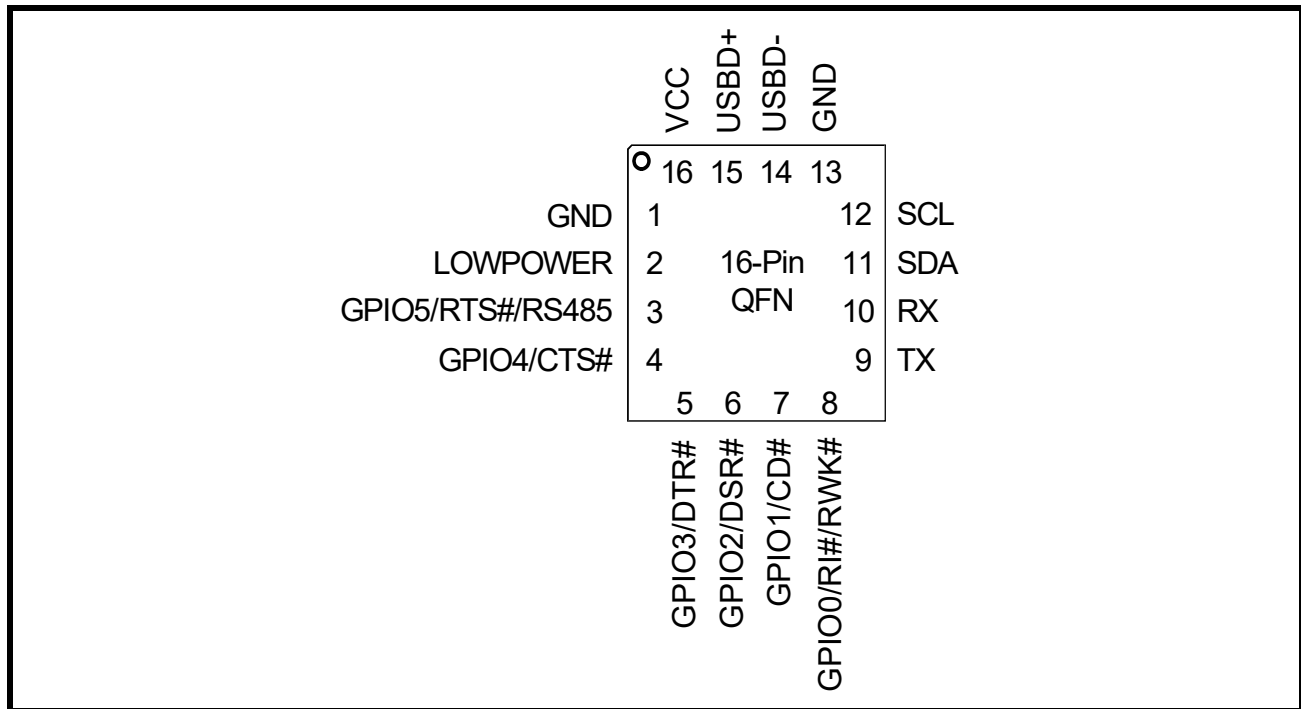 VCC
USBD+
USBD-
GND
16 15 14 13
GND 1 12 SCL
LOWPOWER 2 16-Pin 11 SDA
GPIO5/RTS#/RS485 3 QFN 10 RX
GPIO4/CTS# 4 9 TX
5 6 7 8
GPIO3/DTR#
GPIO2/DSR#
GPIO1/CD#
GPIO0/RI#/RWK#